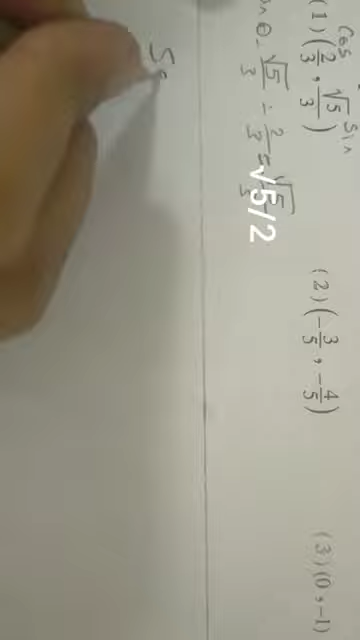 cos sin
(1) (2/3 , √5/3) (2) (-3/5 , -4/5) (3) (0 , -1)
θ = √5/3 ÷ 2/3 =
√5/2